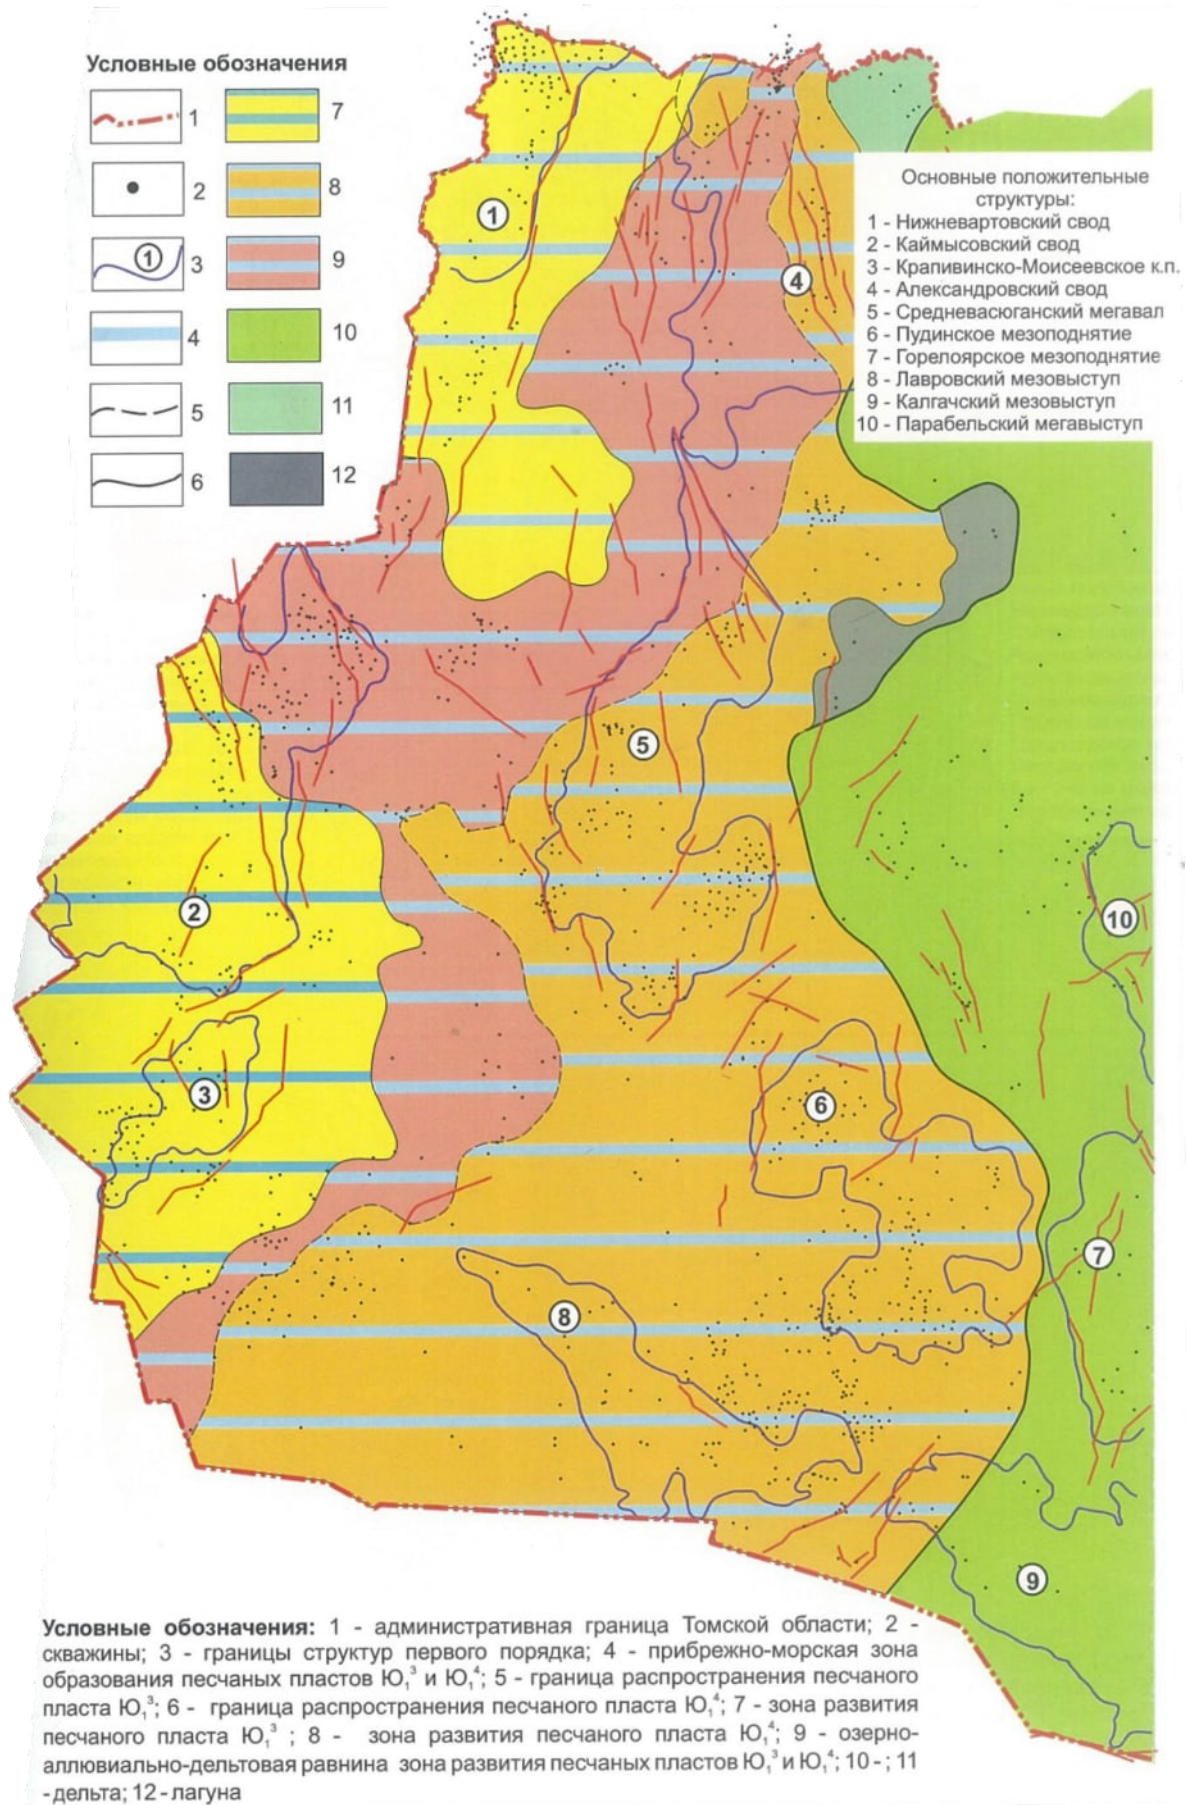 Условные обозначения
1
2
3
1
4
5
6
7
8
9
10
11
12
Основные положительные
структуры:
1 - Нижневартовский свод
2 - Каймысовский свод
3 - Крапивинско-Моисеевское к.п.
4 - Александровский свод
5 - Средневасюганский мегавал
6 - Пудинское мезоподнятие
7 - Горелоярское мезоподнятие
8 - Лавровский мезовыступ
9 - Калгачский мезовыступ
10 - Парабельский мегавыступ
1
4
5
2
10
3
6
7
8
9
Условные обозначения: 1 - административная граница Томской области; 2 -
скважины; 3 - границы структур первого порядка; 4 - прибрежно-морская зона
образования песчаных пластов Ю₁³ и Ю₁⁴; 5 - граница распространения песчаного
пласта Ю₁³; 6 - граница распространения песчаного пласта Ю₁⁴; 7 - зона развития
песчаного пласта Ю₁³ ; 8 - зона развития песчаного пласта Ю₁⁴; 9 - озерно-
аллювиально-дельтовая равнина зона развития песчаных пластов Ю₁³ и Ю₁⁴; 10 - ; 11
- дельта; 12 - лагуна